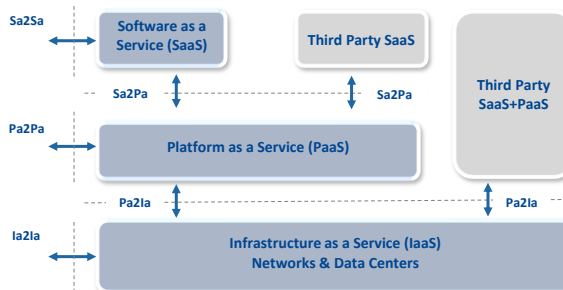 Sa2Sa
Software as a
Service (SaaS)
Third Party SaaS
Sa2Pa
Sa2Pa
Third Party
SaaS+PaaS
Pa2Pa
Platform as a Service (PaaS)
Pa2Ia
Pa2Ia
Ia2Ia
Infrastructure as a Service (IaaS)
Networks & Data Centers